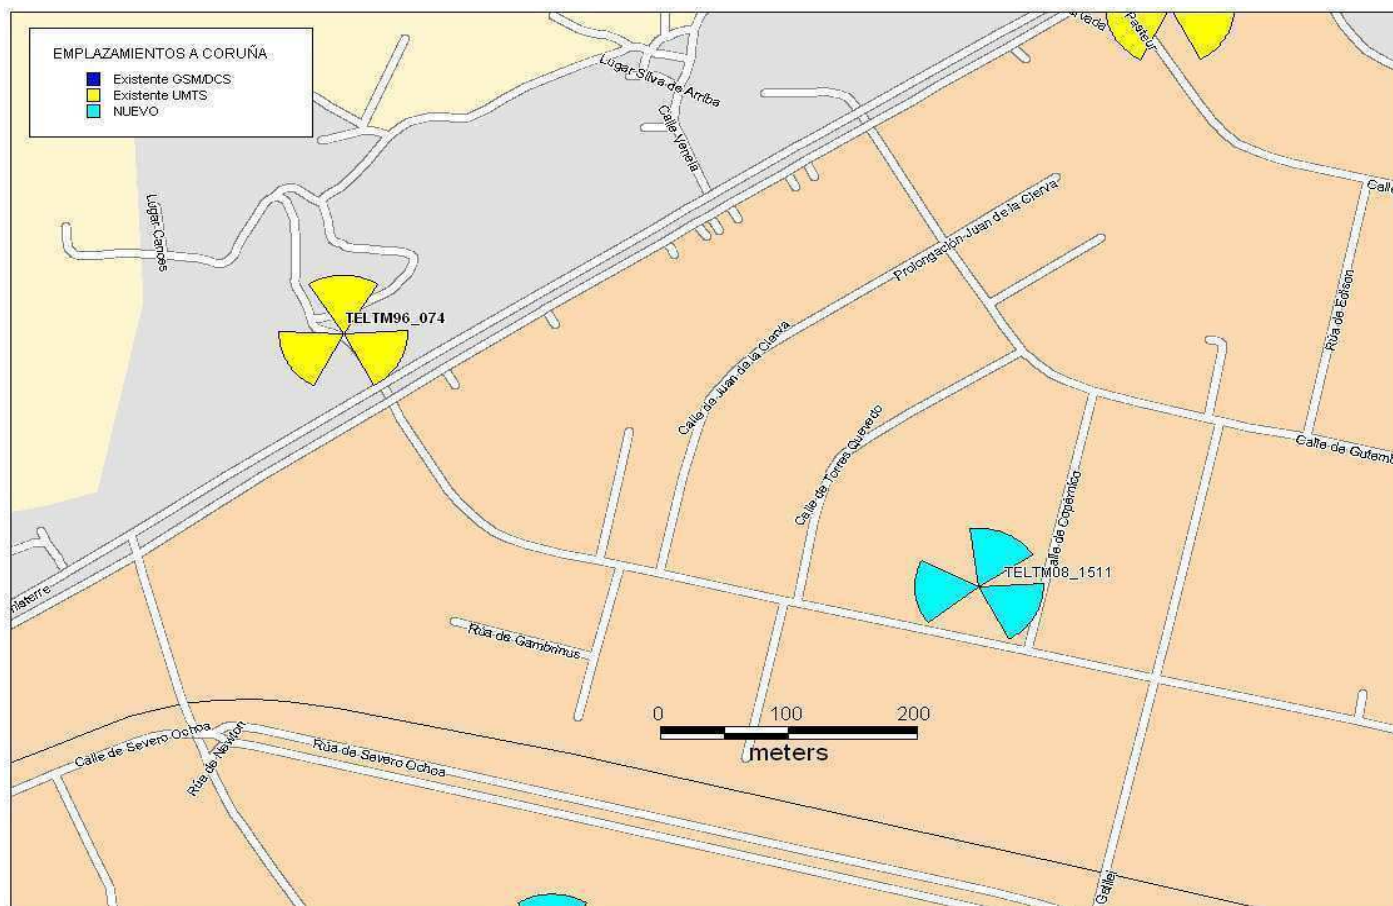 EMPLAZAMIENTOS A CORUÑA
Existente GSM/DCS
Existente UMTS
NUEVO
Pasteur
Lugar Silva de Arriba
Calle Venela
Calle
Lugar Cances
Prolongación Juan de la Cierva
TELTM96_074
Rúa de Edison
Calle de Juan de la Cierva
Calle de Torres Quevedo
Calle de Gutemb
Calle de Copérnico
TELTM08_1511
nisterre
Rúa de Gambrinus
0 100 200
meters
Calle de Severo Ochoa
Rúa de Newton
Rúa de Severo Ochoa
Galilei